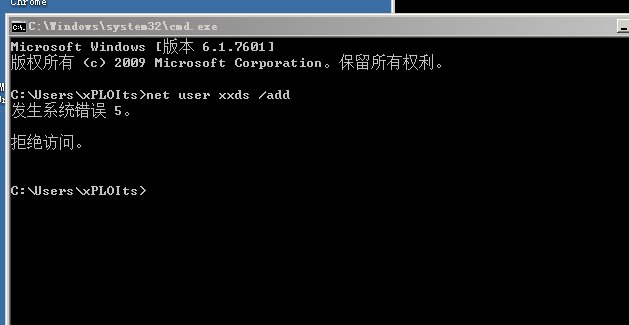 Chrome
C:\Windows\system32\cmd.exe
Microsoft Windows [版本 6.1.7601]
版权所有 (c) 2009 Microsoft Corporation。保留所有权利。
C:\Users\xPLOIts>net user xxds /add
发生系统错误 5。
拒绝访问。
C:\Users\xPLOIts>